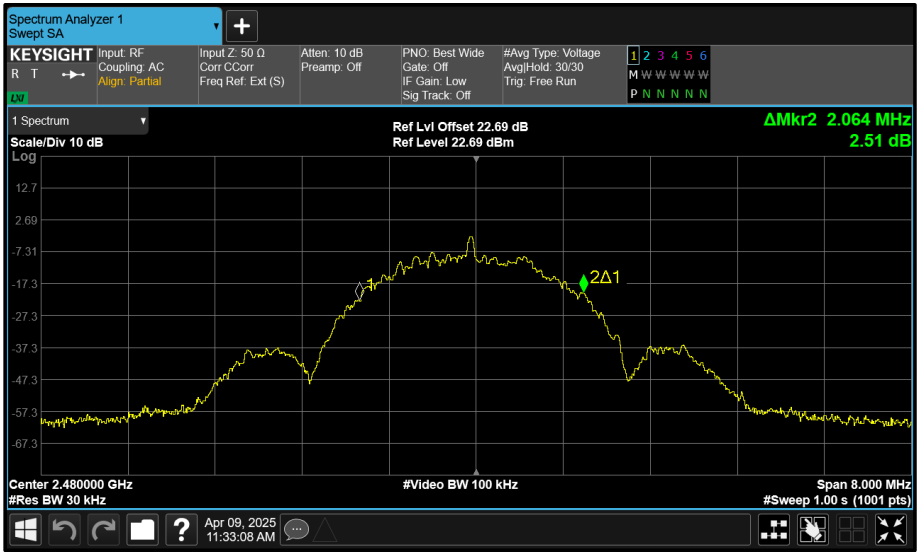 Spectrum Analyzer 1
Swept SA
+
KEYSIGHT
R T
LXI
Input: RF
Coupling: AC
Align: Partial
Input Z: 50 Ω
Corr CCorr
Freq Ref: Ext (S)
Atten: 10 dB
Preamp: Off
PNO: Best Wide
Gate: Off
IF Gain: Low
Sig Track: Off
#Avg Type: Voltage
Avg|Hold: 30/30
Trig: Free Run
1 2 3 4 5 6
M W W W W W
P N N N N N
1 Spectrum
Scale/Div 10 dB
Ref Lvl Offset 22.69 dB
Ref Level 22.69 dBm
ΔMkr2 2.064 MHz
2.51 dB
Log
12.7
2.69
-7.31
-17.3
-27.3
-37.3
-47.3
-57.3
-67.3
1
2Δ1
Center 2.480000 GHz
#Res BW 30 kHz
#Video BW 100 kHz
Span 8.000 MHz
#Sweep 1.00 s (1001 pts)
?
Apr 09, 2025
11:33:08 AM